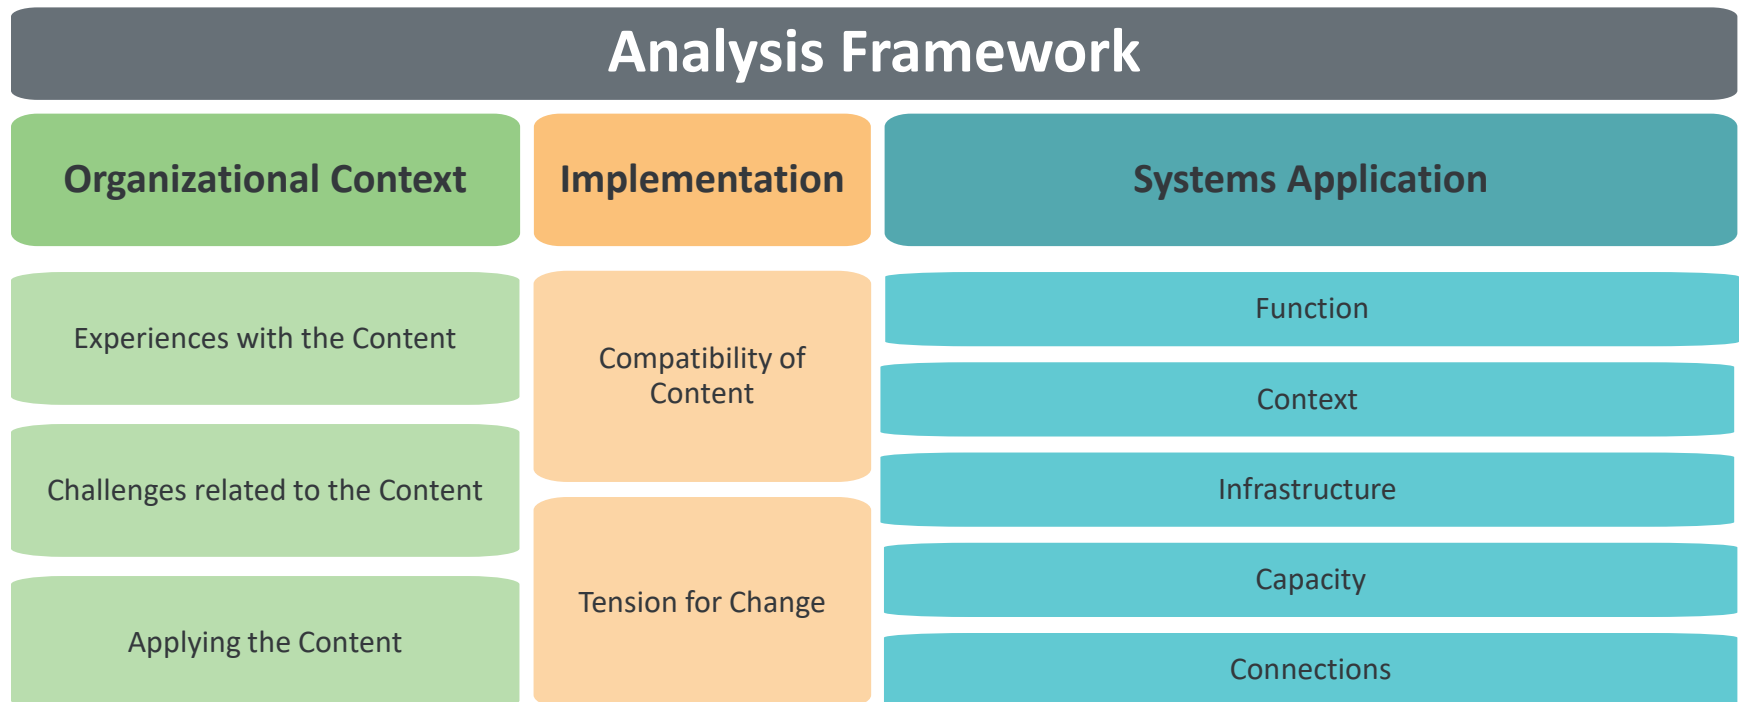 Analysis Framework
Organizational Context
Implementation
Systems Application
Experiences with the Content
Challenges related to the Content
Applying the Content
Compatibility of
Content
Tension for Change
Function
Context
Infrastructure
Capacity
Connections